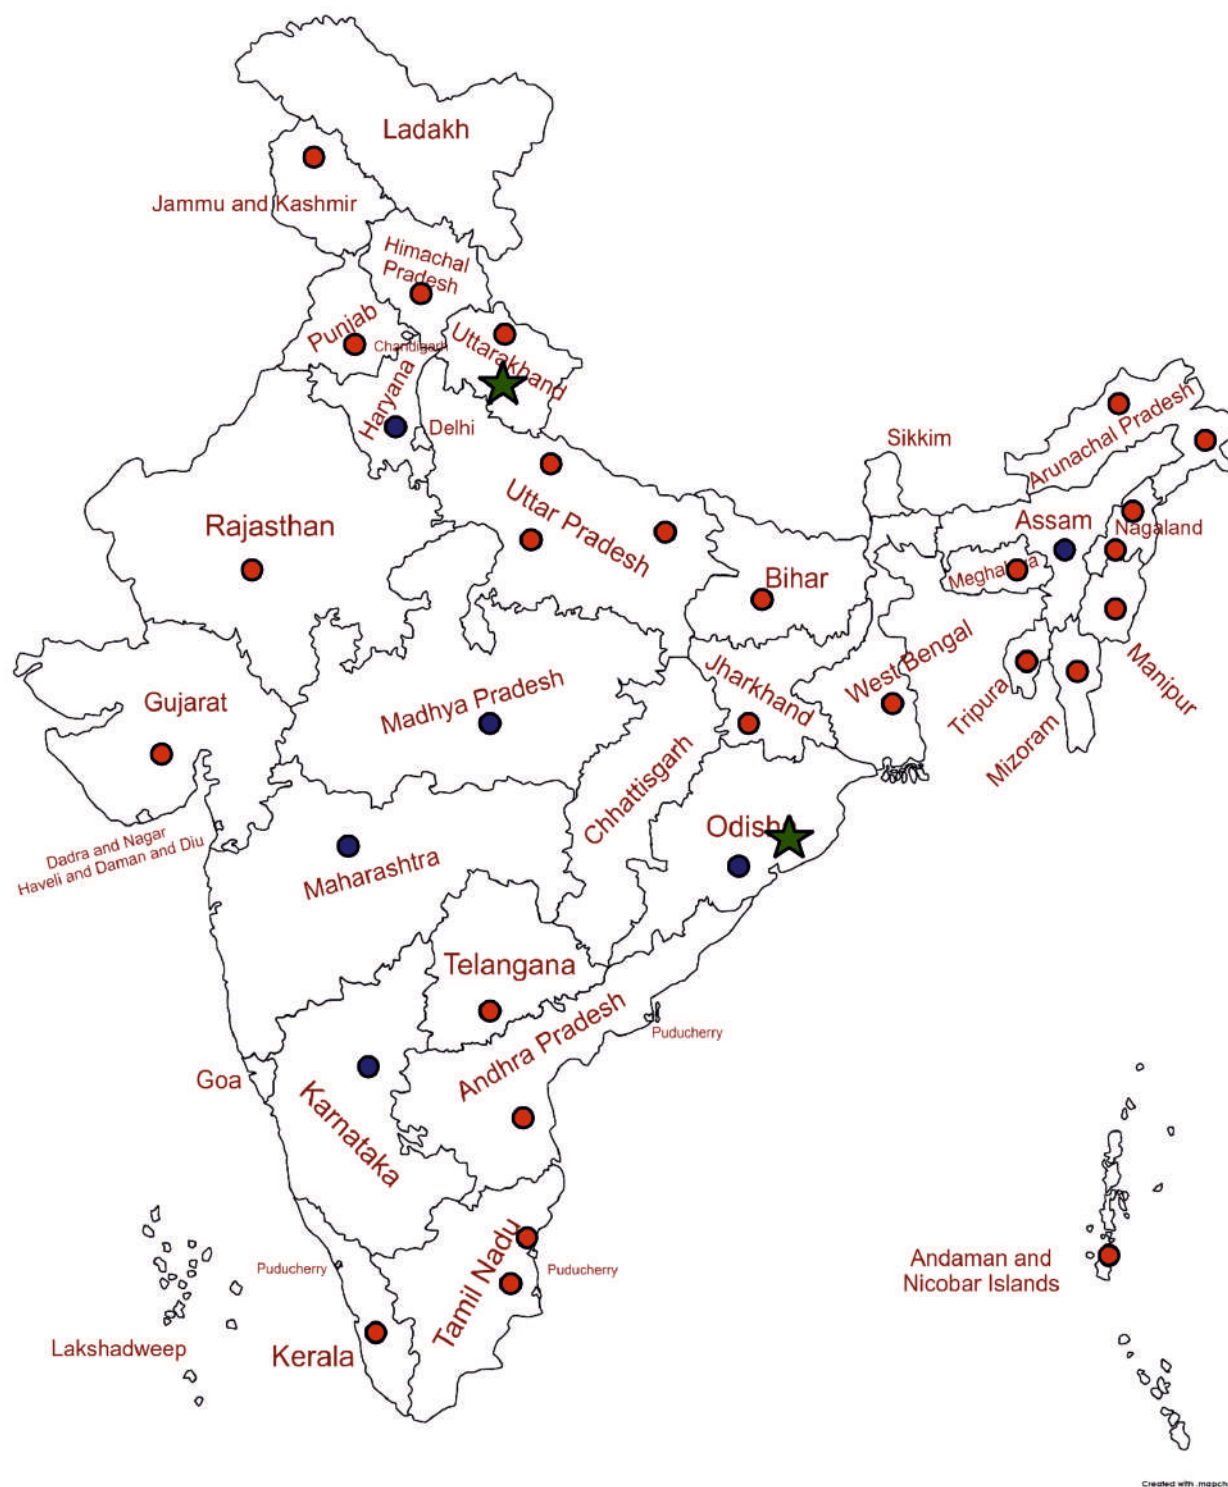 Ladakh
Jammu and Kashmir
Himachal
Pradesh
Punjab
Chandigarh
Uttarakhand
Haryana
Delhi
Sikkim
Arunachal Pradesh
Rajasthan
Uttar Pradesh
Assam
Nagaland
Bihar
Manipur
Gujarat
Madhya Pradesh
Jharkhand
West Bengal
Tripura
Mizoram
Chhattisgarh
Dadra and Nagar
Haveli and Daman and Diu
Maharashtra
Telangana
Andhra Pradesh
Puducherry
Goa
Karnataka
Puducherry
Tamil Nadu
Puducherry
Andaman and
Nicobar Islands
Lakshadweep
Kerala
Created with